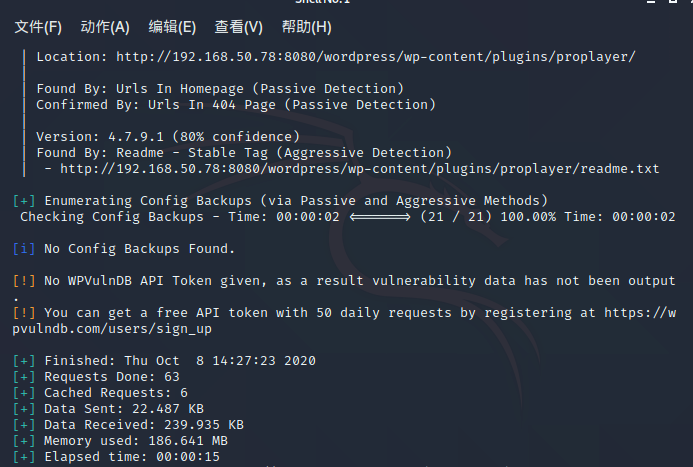 Shell No. 1
文件(F) 动作(A) 编辑(E) 查看(V) 帮助(H)
| Location: http://192.168.50.78:8080/wordpress/wp-content/plugins/proplayer/
|
| Found By: Urls In Homepage (Passive Detection)
| Confirmed By: Urls In 404 Page (Passive Detection)
|
| Version: 4.7.9.1 (80% confidence)
| Found By: Readme - Stable Tag (Aggressive Detection)
|  - http://192.168.50.78:8080/wordpress/wp-content/plugins/proplayer/readme.txt
[+] Enumerating Config Backups (via Passive and Aggressive Methods)
Checking Config Backups - Time: 00:00:02 <======> (21 / 21) 100.00% Time: 00:00:02
[i] No Config Backups Found.
[!] No WPVulnDB API Token given, as a result vulnerability data has not been output
.
[!] You can get a free API token with 50 daily requests by registering at https://w
pvulndb.com/users/sign_up
[+] Finished: Thu Oct  8 14:27:23 2020
[+] Requests Done: 63
[+] Cached Requests: 6
[+] Data Sent: 22.487 KB
[+] Data Received: 239.935 KB
[+] Memory used: 186.641 MB
[+] Elapsed time: 00:00:15